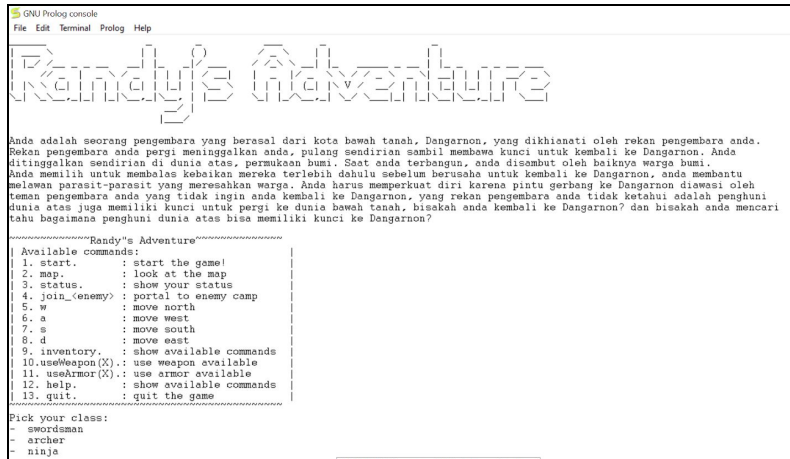 GNU Prolog console
File Edit Terminal Prolog Help
Randy's Adventure
Anda adalah seorang pengembara yang berasal dari kota bawah tanah, Dangarnon, yang dikhianati oleh rekan pengembara anda.
Rekan pengembara anda pergi meninggalkan anda, pulang sendirian sambil membawa kunci untuk kembali ke Dangarnon. Anda
ditinggalkan sendirian di dunia atas, permukaan bumi. Saat anda terbangun, anda disambut oleh baiknya warga bumi.
Anda memilih untuk membalas kebaikan mereka terlebih dahulu sebelum berusaha untuk kembali ke Dangarnon, anda membantu
melawan parasit-parasit yang meresahkan warga. Anda harus memperkuat diri karena pintu gerbang ke Dangarnon diawasi oleh
teman pengembara anda yang tidak ingin anda kembali ke Dangarnon, yang rekan pengembara anda tidak ketahui adalah penghuni
dunia atas juga memiliki kunci untuk pergi ke dunia bawah tanah, bisakah anda kembali ke Dangarnon? dan bisakah anda mencari
tahu bagaimana penghuni dunia atas bisa memiliki kunci ke Dangarnon?
~~~~~~~~~~~~~Randy"s Adventure~~~~~~~~~~~~~~
| Available commands: |
| 1. start. : start the game! |
| 2. map. : look at the map |
| 3. status. : show your status |
| 4. join_<enemy> : portal to enemy camp |
| 5. w : move north |
| 6. a : move west |
| 7. s : move south |
| 8. d : move east |
| 9. inventory. : show available commands |
| 10.useWeapon(X).: use weapon available |
| 11. useArmor(X).: use armor available |
| 12. help. : show available commands |
| 13. quit. : quit the game |
~~~~~~~~~~~~~~~~~~~~~~~~~~~~~~~~~~~~~~~~~~~~
Pick your class:
- swordsman
- archer
- ninja